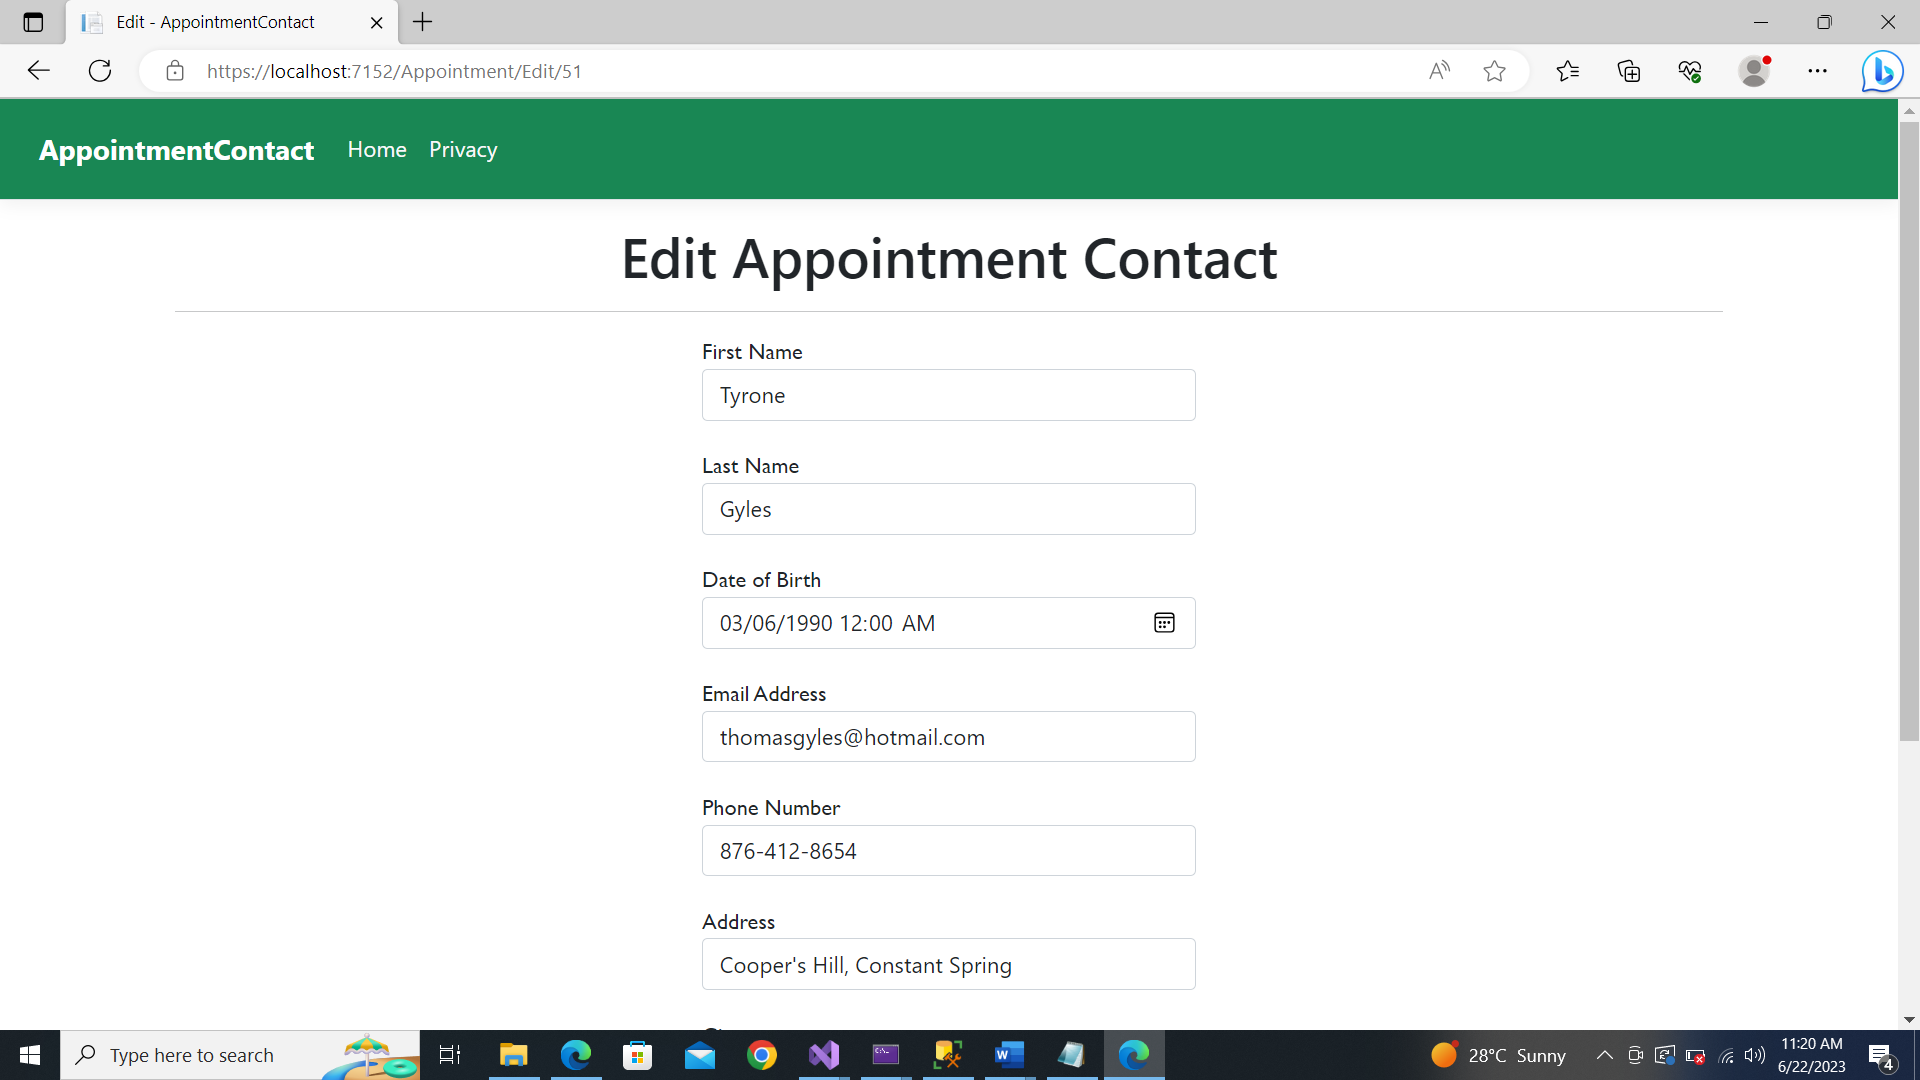 Edit - AppointmentContact
https://localhost:7152/Appointment/Edit/51
AppointmentContact Home Privacy
Edit Appointment Contact
First Name
Tyrone
Last Name
Gyles
Date of Birth
03/06/1990 12:00 AM
Email Address
thomasgyles@hotmail.com
Phone Number
876-412-8654
Address
Cooper's Hill, Constant Spring
Type here to search
28°C Sunny
11:20 AM
6/22/2023
4